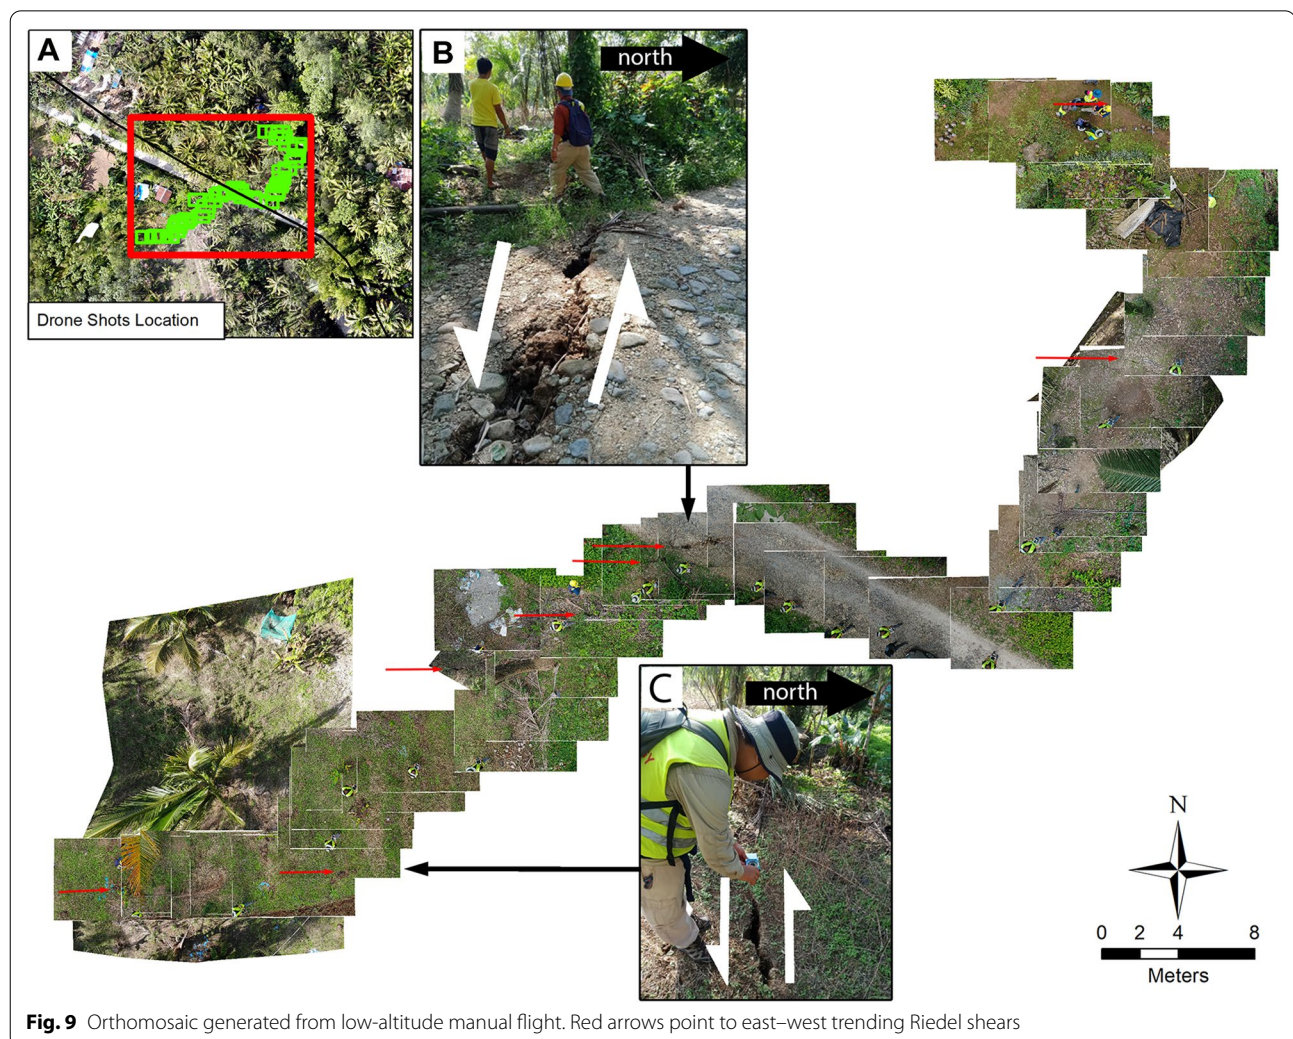 A
Drone Shots Location
B
north
C
north
N
0 2 4 8
Meters
Fig. 9 Orthomosaic generated from low-altitude manual flight. Red arrows point to east–west trending Riedel shears